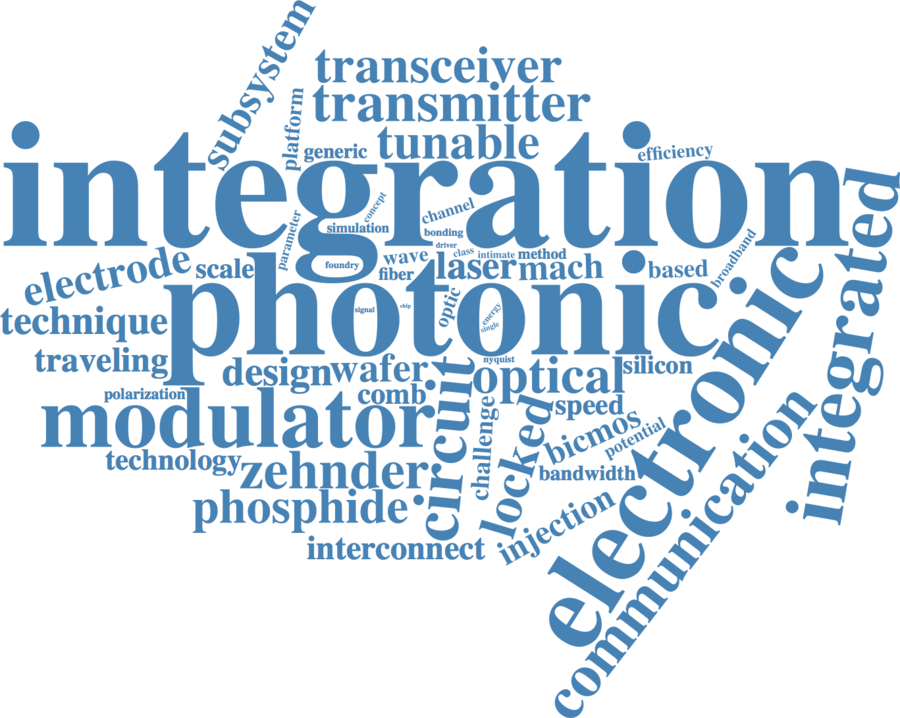 subsystem
platform
transceiver
transmitter
generic
tunable
efficiency
integration
concept
parameter
simulation
channel
bonding
driver
class
intimate
method
broadband
integrated
electrode
scale
foundry
wave
fiber
laser
mach
based
photonic
signal
chip
optic
energy
single
electronic
technique
traveling
nyquist
silicon
design
wafer
optical
polarization
comb
circuit
speed
modulator
challenge
locked
bicmos
potential
communication
technology
zehnder
bandwidth
phosphide
injection
interconnect